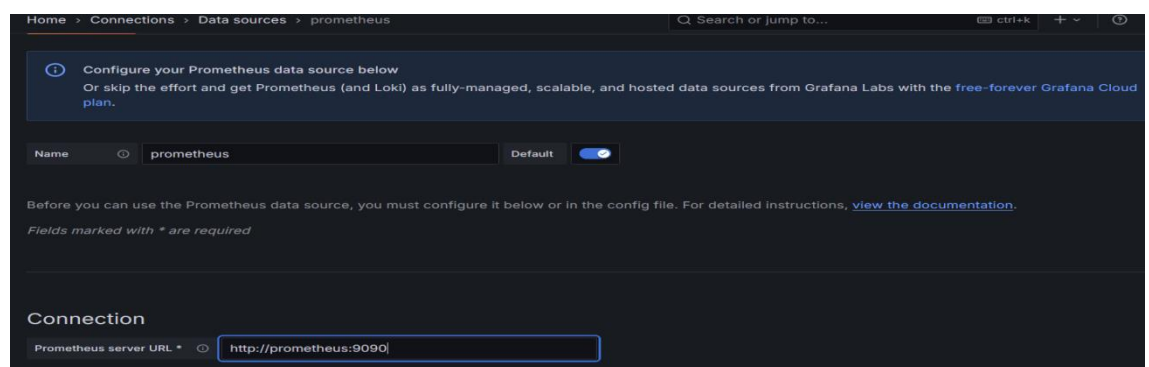 Home › Connections › Data sources › prometheus Search or jump to... ctrl+k +
Configure your Prometheus data source below
Or skip the effort and get Prometheus (and Loki) as fully-managed, scalable, and hosted data sources from Grafana Labs with the free-forever Grafana Cloud
plan.
Name prometheus Default
Before you can use the Prometheus data source, you must configure it below or in the config file. For detailed instructions, view the documentation.
Fields marked with * are required
Connection
Prometheus server URL * http://prometheus:9090